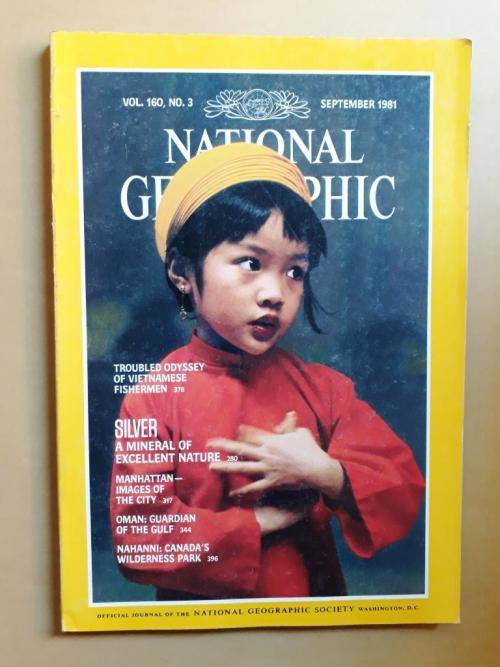 VOL. 160, NO. 3
SEPTEMBER 1981
NATIONAL
GEOGRAPHIC
TROUBLED ODYSSEY
OF VIETNAMESE
FISHERMEN 378
SILVER
A MINERAL OF
EXCELLENT NATURE 280
MANHATTAN—
IMAGES OF
THE CITY 317
OMAN: GUARDIAN
OF THE GULF 344
NAHANNI: CANADA'S
WILDERNESS PARK 396
OFFICIAL JOURNAL OF THE NATIONAL GEOGRAPHIC SOCIETY WASHINGTON, D.C.